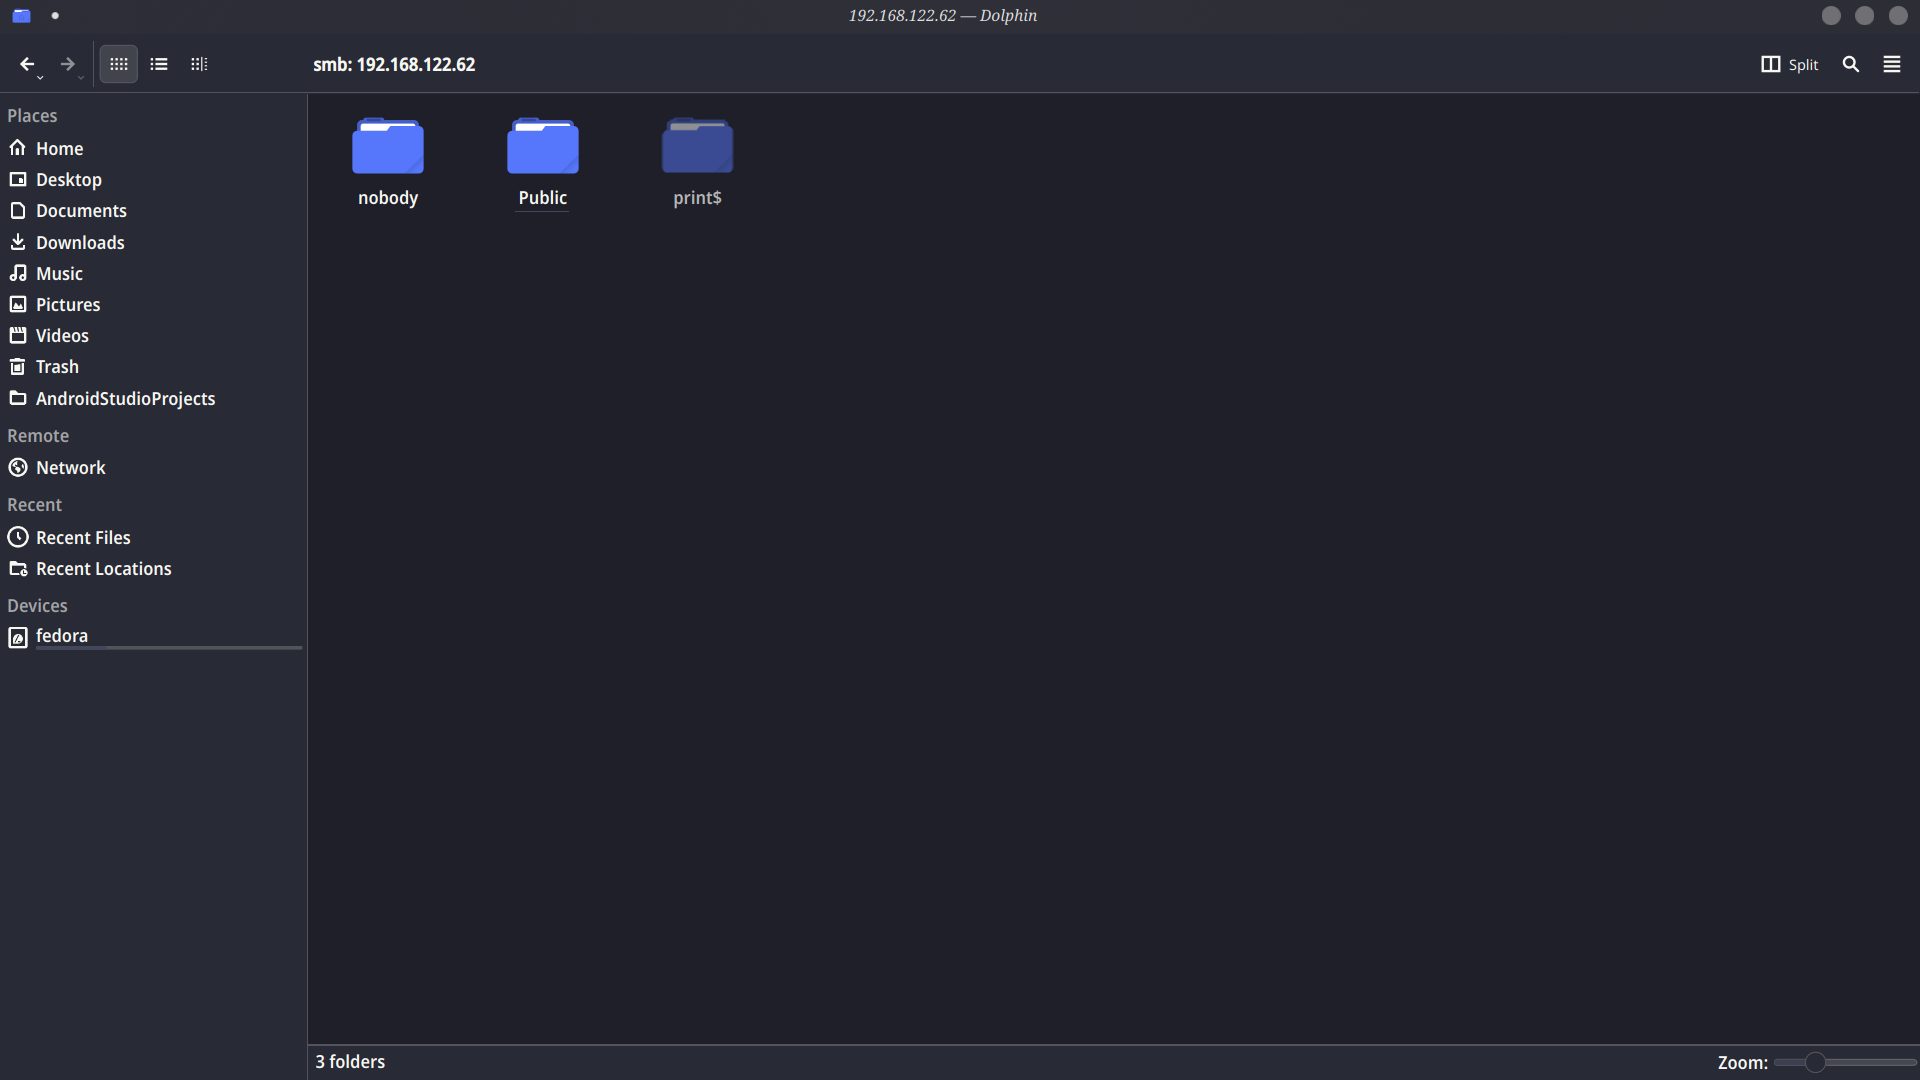 192.168.122.62 — Dolphin
smb: 192.168.122.62
Split
Places
Home
Desktop
Documents
Downloads
Music
Pictures
Videos
Trash
AndroidStudioProjects
Remote
Network
Recent
Recent Files
Recent Locations
Devices
fedora
nobody
Public
print$
3 folders
Zoom: